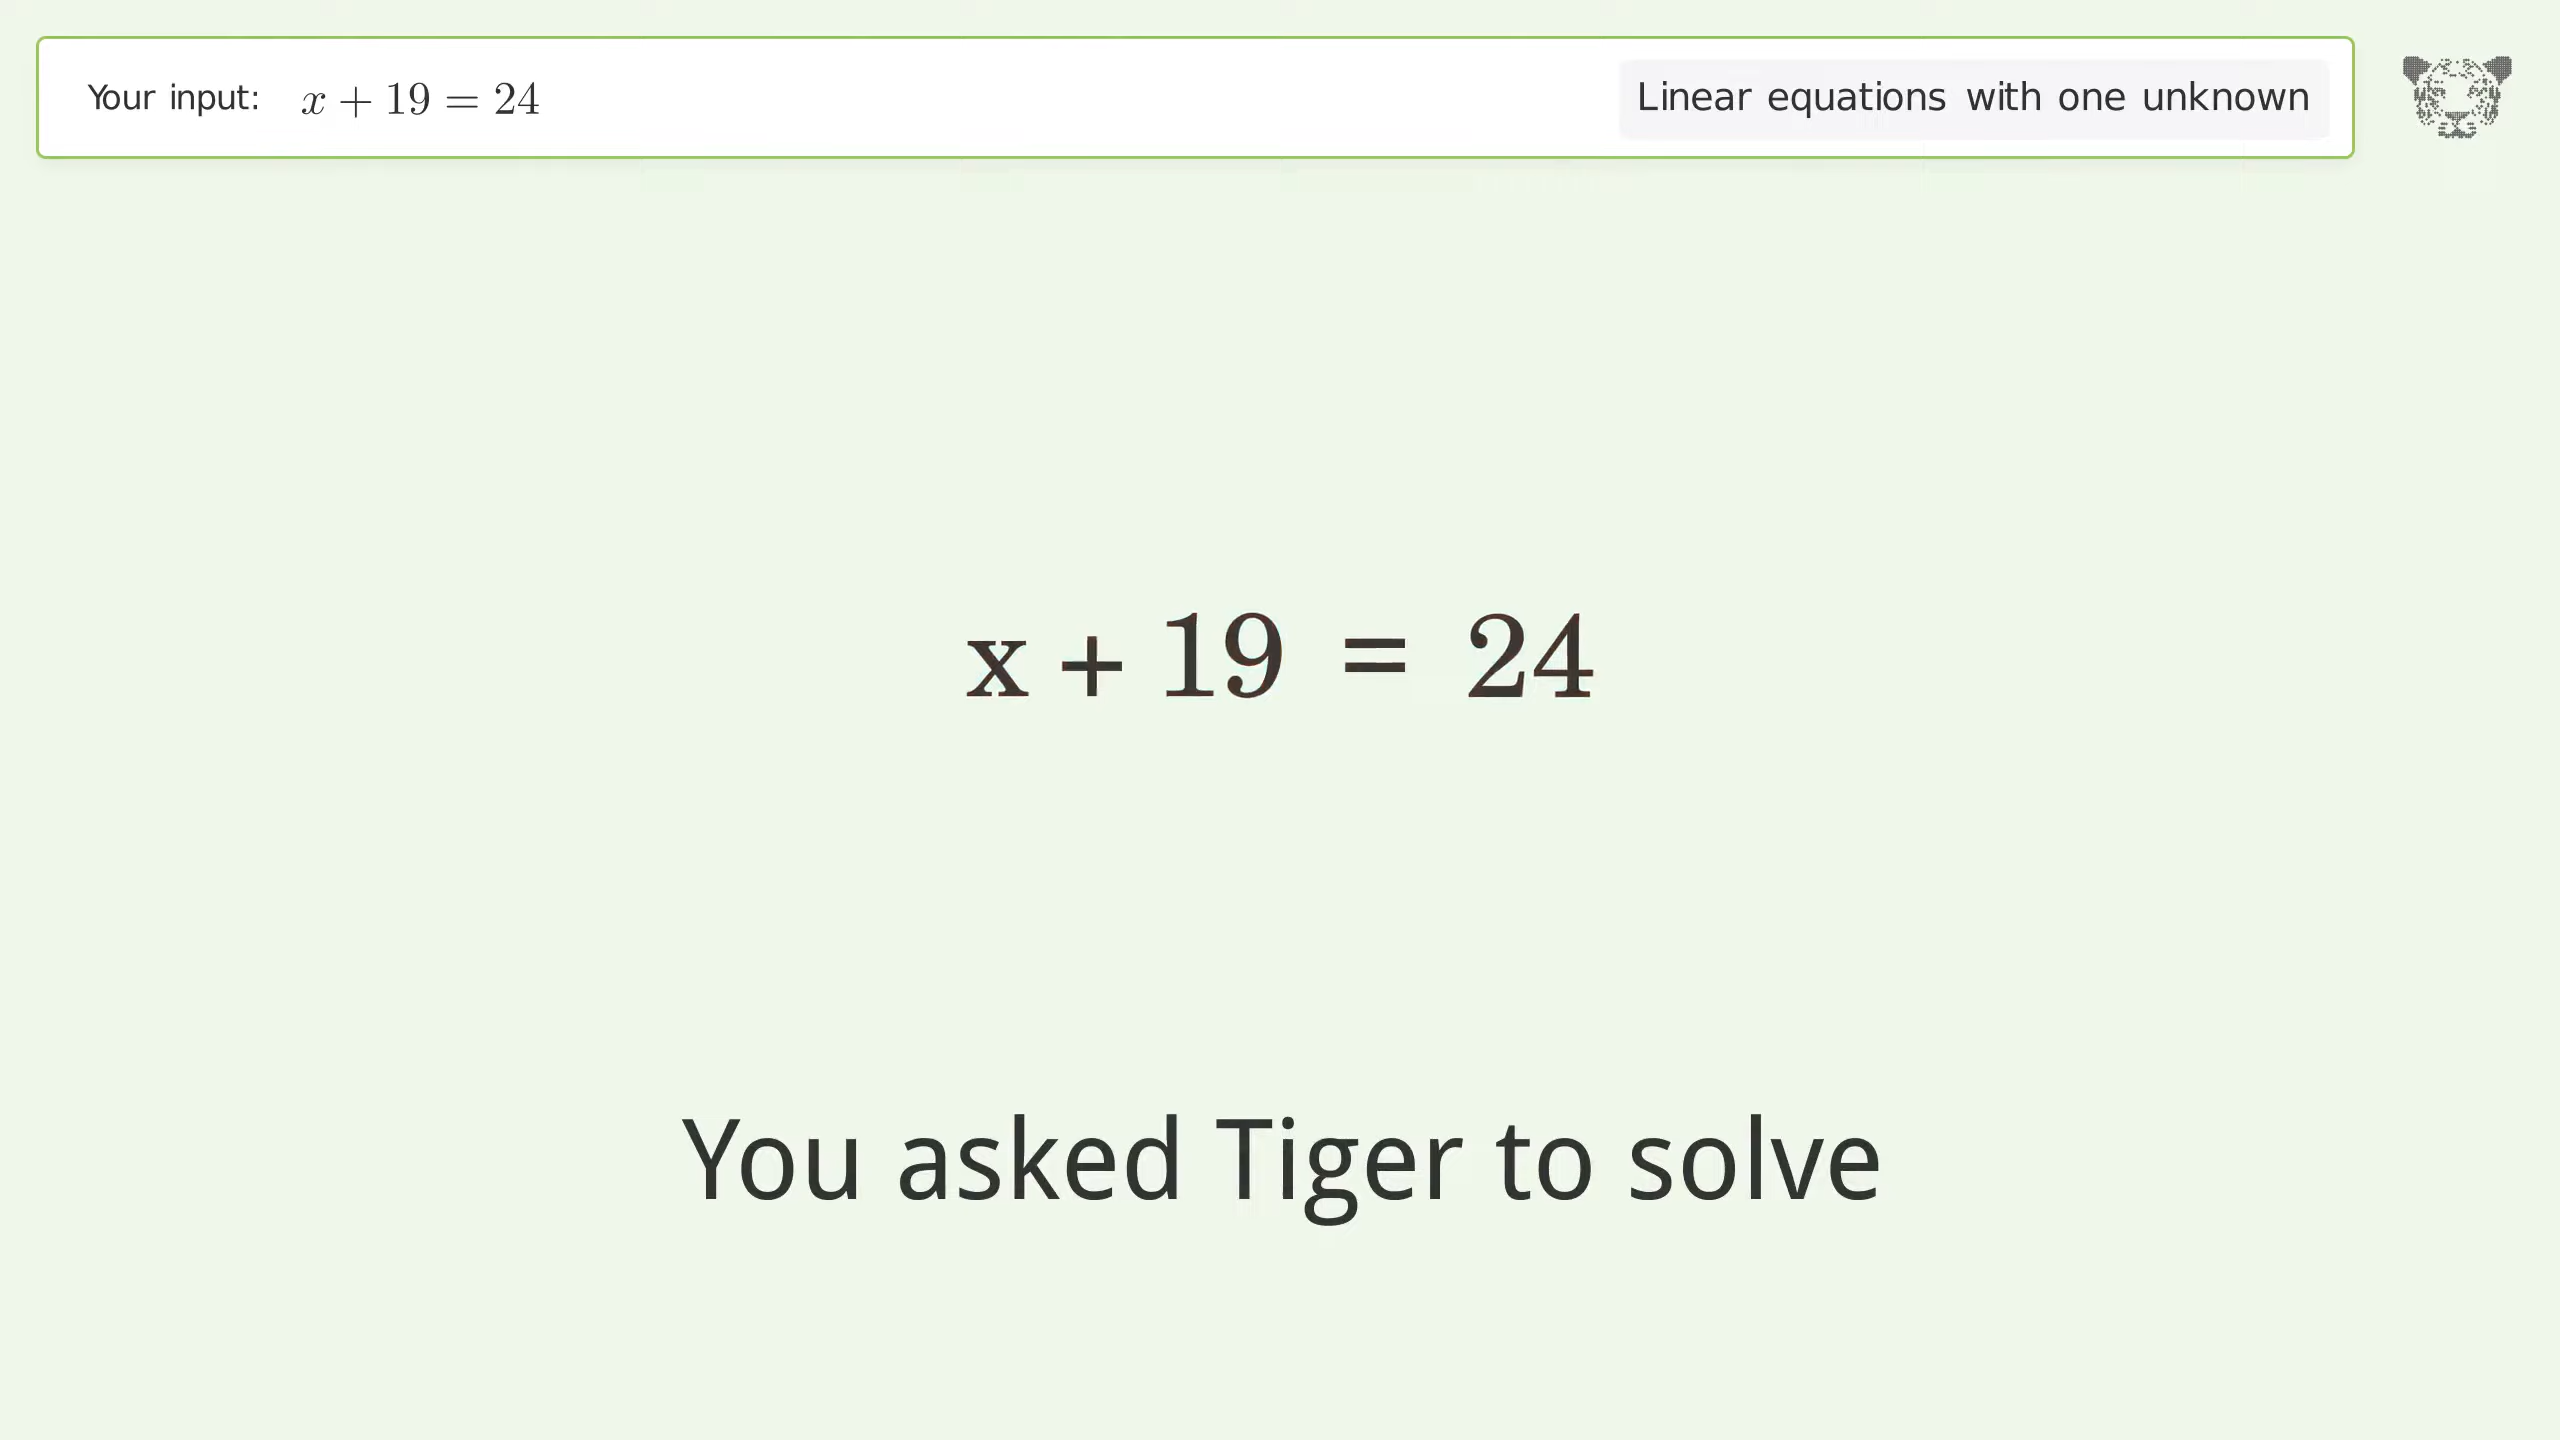 Your input: x + 19 = 24
Linear equations with one unknown
x + 19 = 24
You asked Tiger to solve